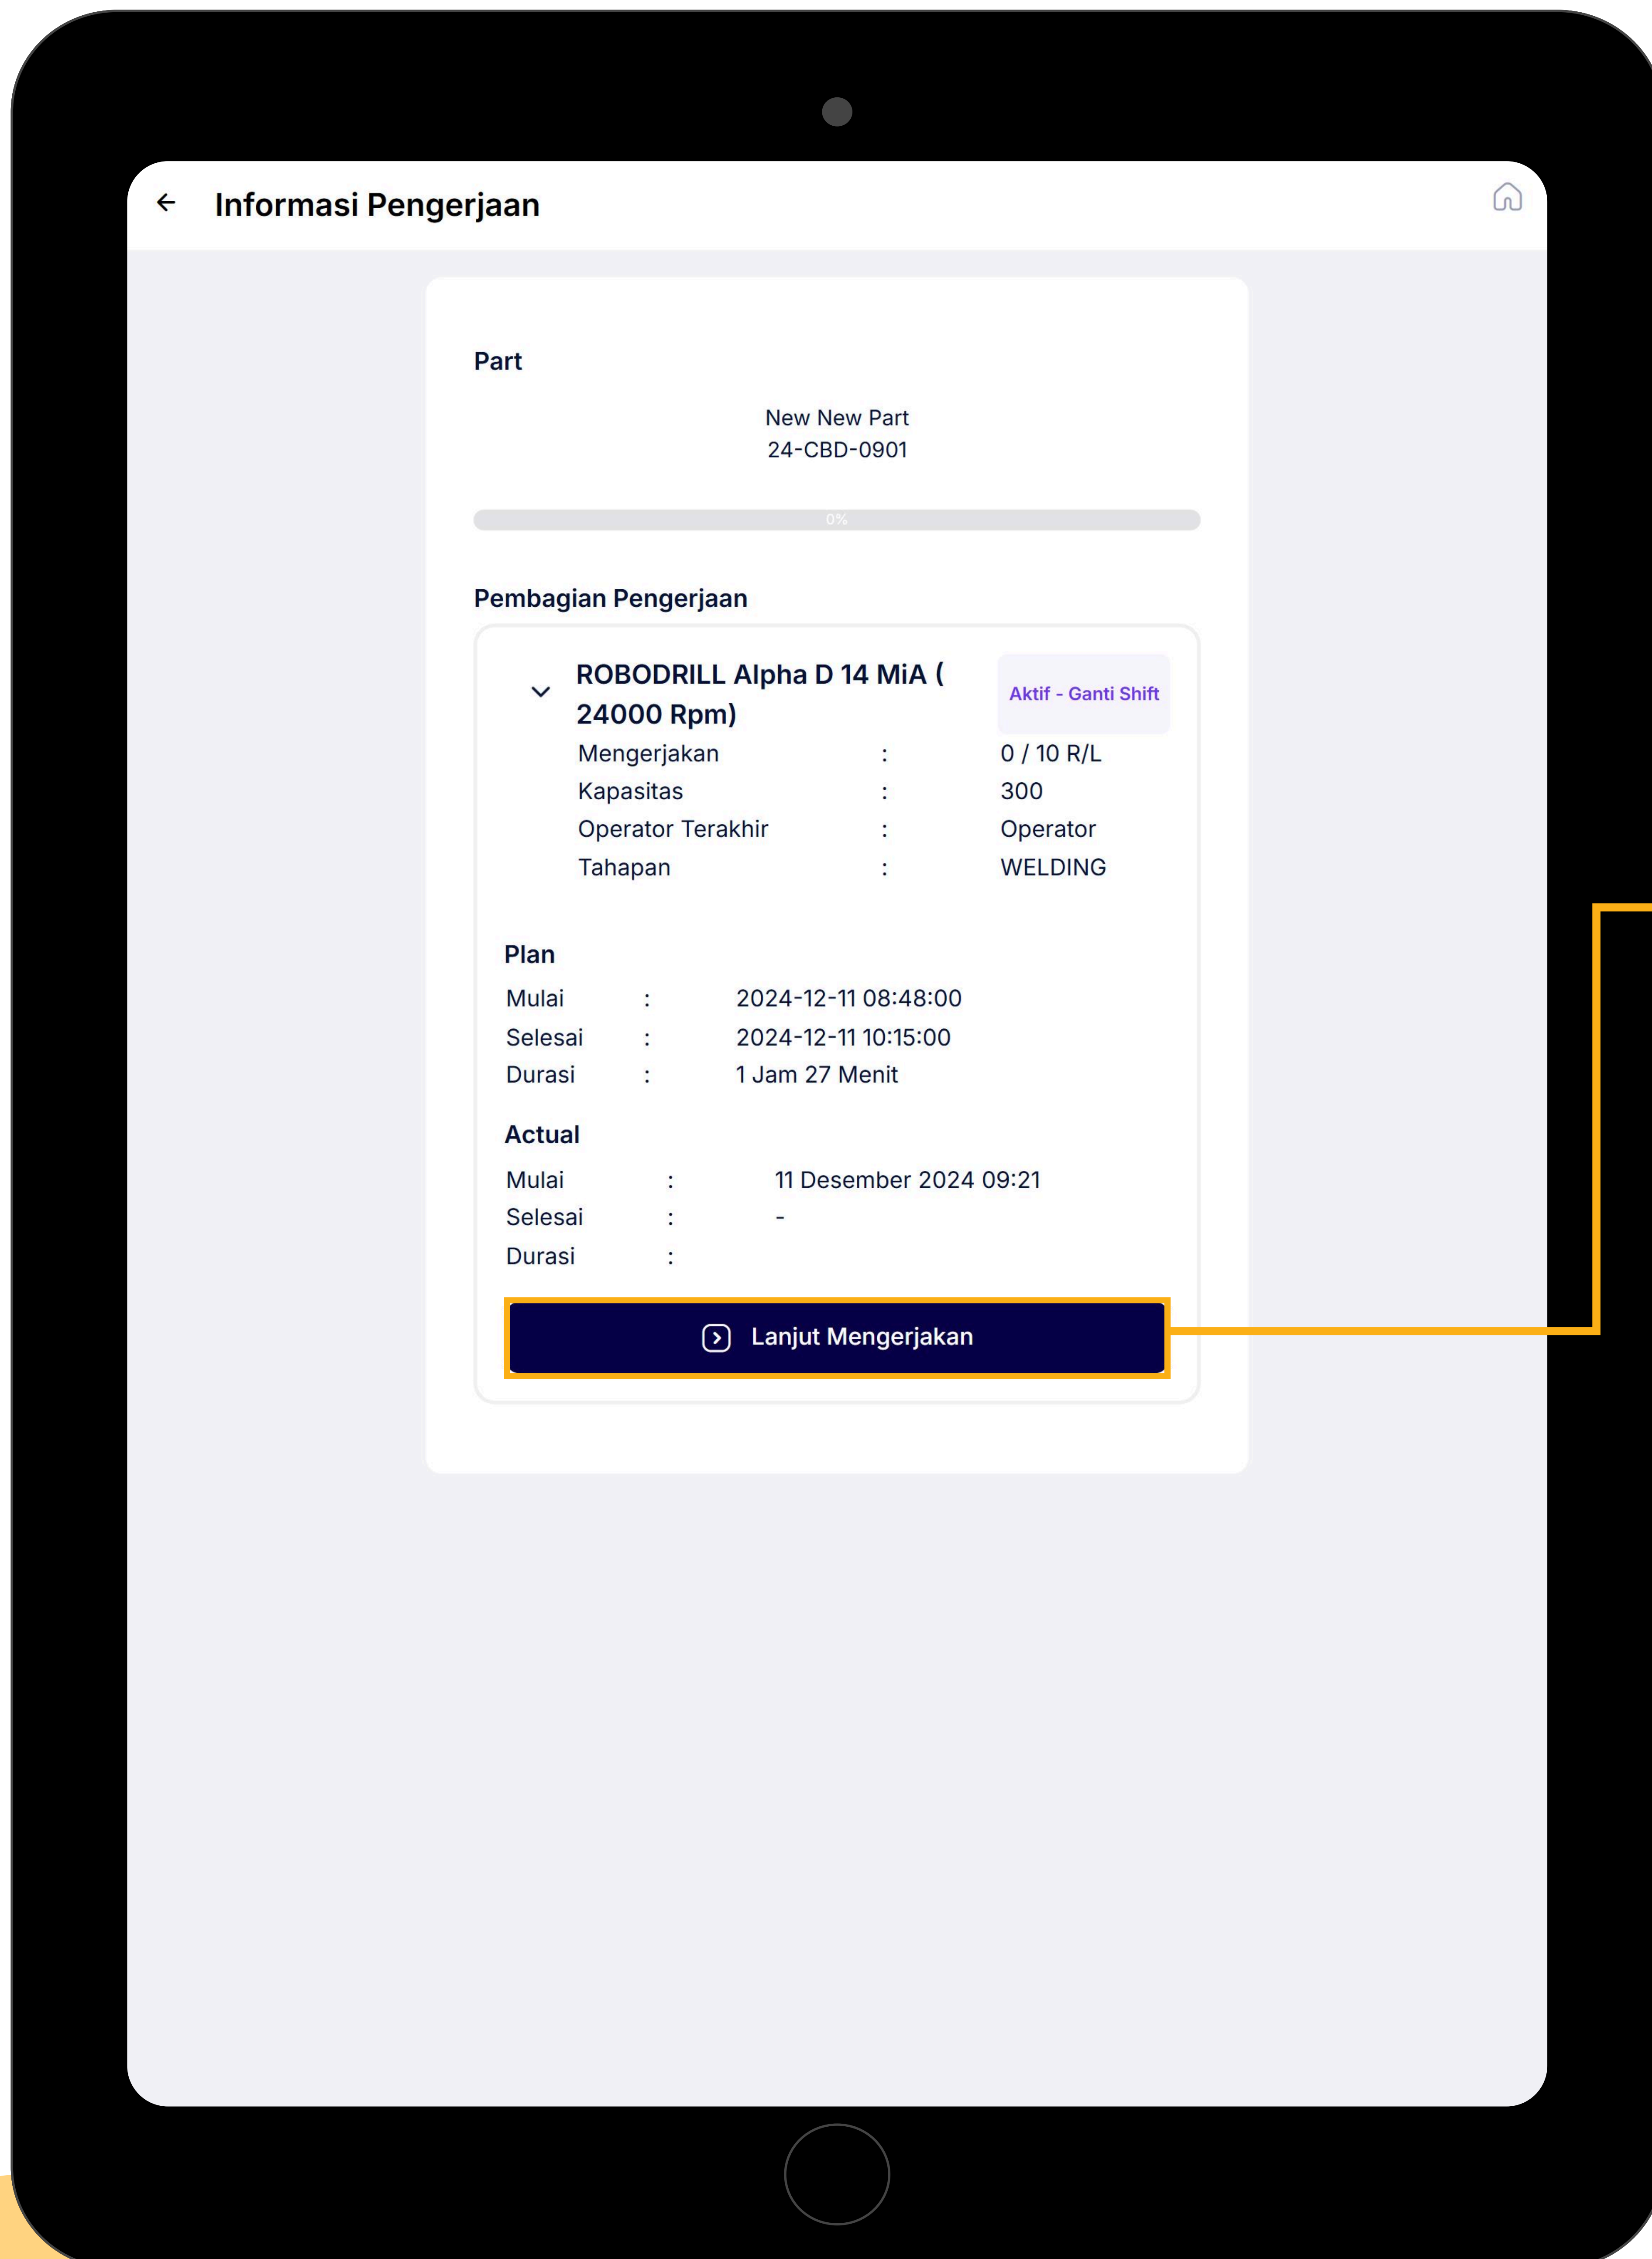 Informasi Pengerjaan
Part
New New Part
24-CBD-0901
0%
Pembagian Pengerjaan
ROBODRILL Alpha D 14 MiA (
24000 Rpm)
Aktif - Ganti Shift
Mengerjakan : 0 / 10 R/L
Kapasitas : 300
Operator Terakhir : Operator
Tahapan : WELDING
Plan
Mulai : 2024-12-11 08:48:00
Selesai : 2024-12-11 10:15:00
Durasi : 1 Jam 27 Menit
Actual
Mulai : 11 Desember 2024 09:21
Selesai : -
Durasi :
Lanjut Mengerjakan